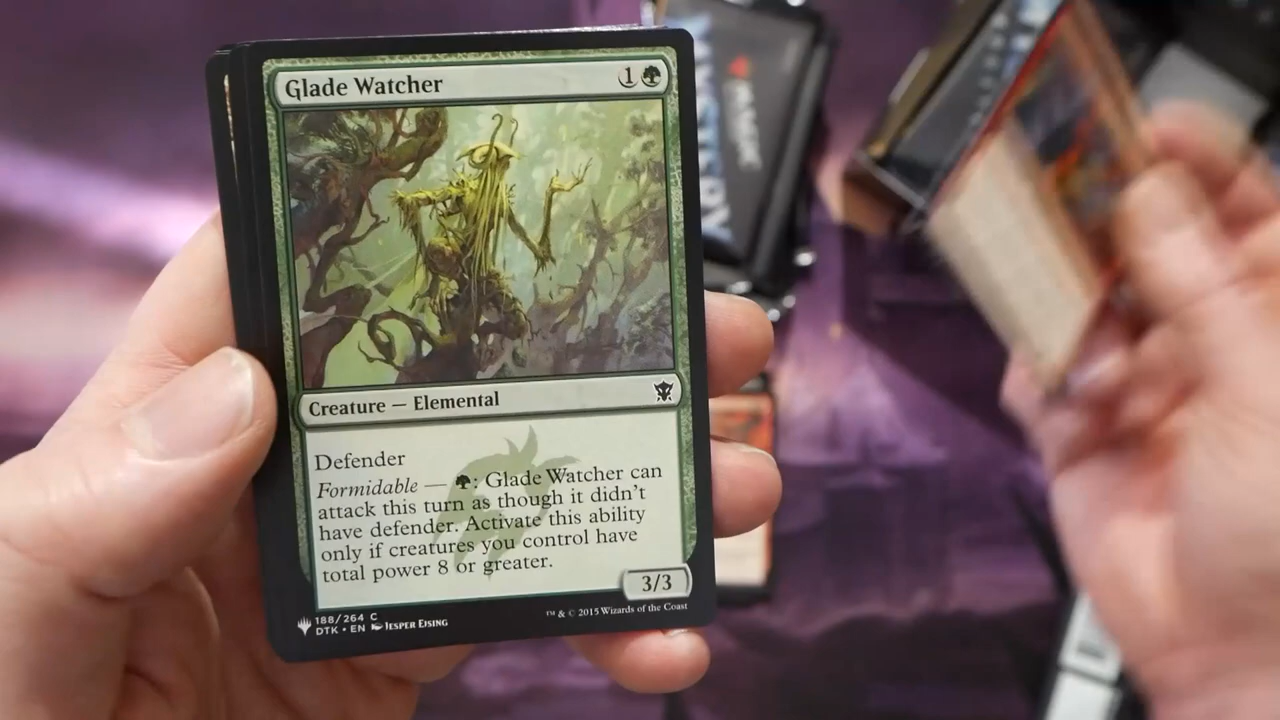 Glade Watcher 1
Creature — Elemental
Defender
Formidable — : Glade Watcher can
attack this turn as though it didn't
have defender. Activate this ability
only if creatures you control have
total power 8 or greater.
3/3
188/264 C
DTK • EN JESPER EJSING
™ & © 2015 Wizards of the Coast
MAGIC
MYSTERY